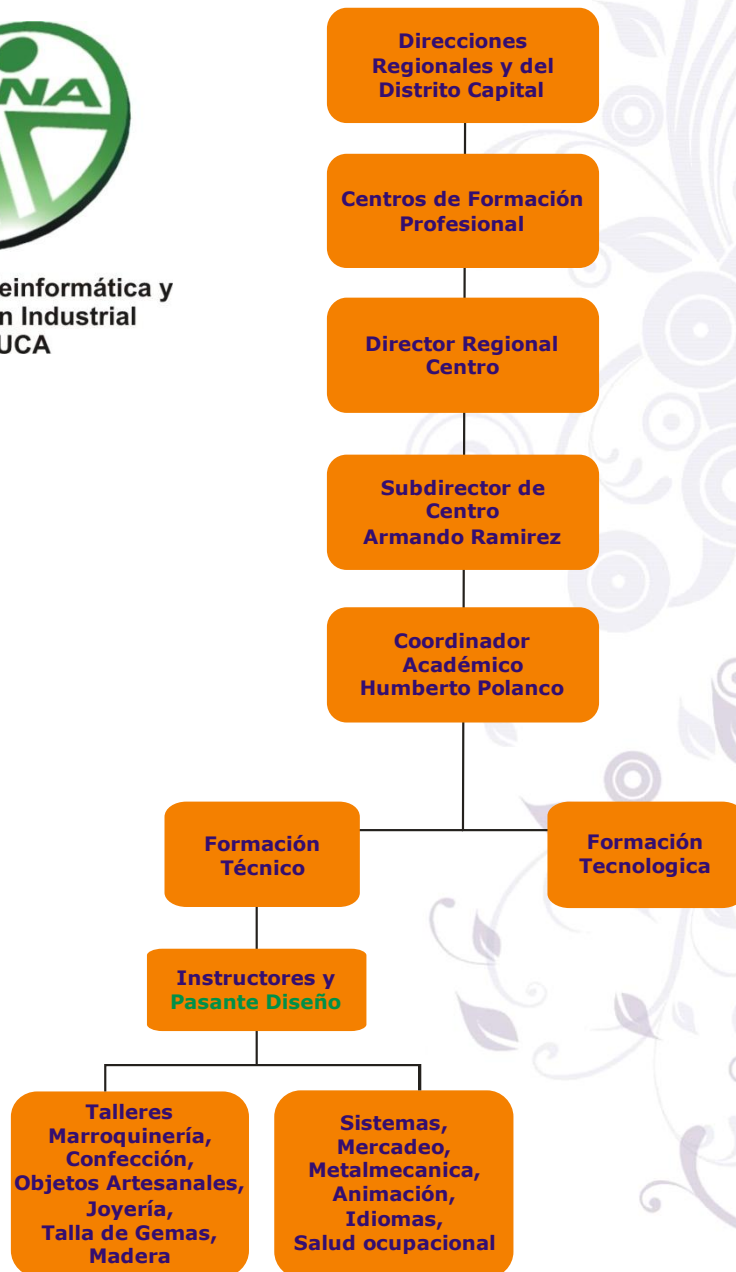 NA
einformática y
n Industrial
UCA
Direcciones
Regionales y del
Distrito Capital
Centros de Formación
Profesional
Director Regional
Centro
Subdirector de
Centro
Armando Ramirez
Coordinador
Académico
Humberto Polanco
Formación
Técnico
Formación
Tecnologica
Instructores y
Pasante Diseño
Talleres
Marroquinería,
Confección,
Objetos Artesanales,
Joyería,
Talla de Gemas,
Madera
Sistemas,
Mercadeo,
Metalmecanica,
Animación,
Idiomas,
Salud ocupacional